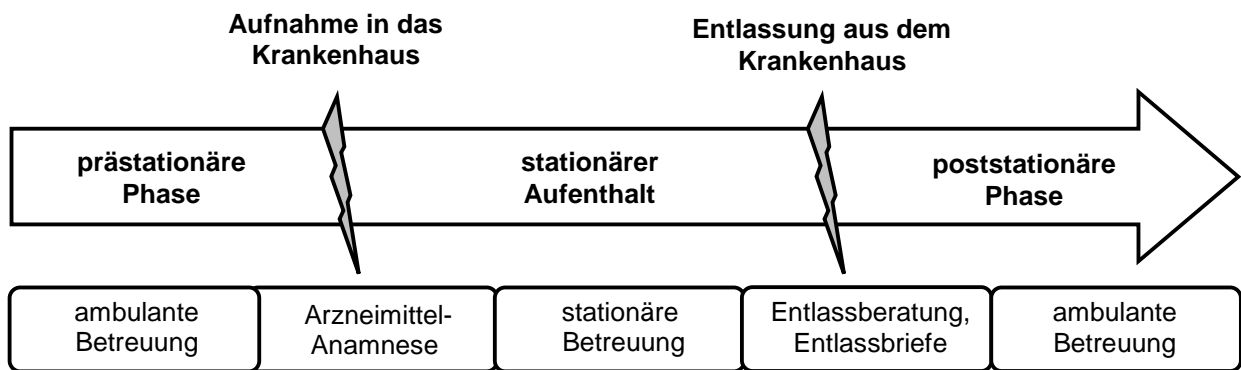 Aufnahme in das
Krankenhaus
Entlassung aus dem
Krankenhaus
prästationäre
Phase
stationärer
Aufenthalt
poststationäre
Phase
ambulante
Betreuung
Arzneimittel-
Anamnese
stationäre
Betreuung
Entlassberatung,
Entlassbriefe
ambulante
Betreuung